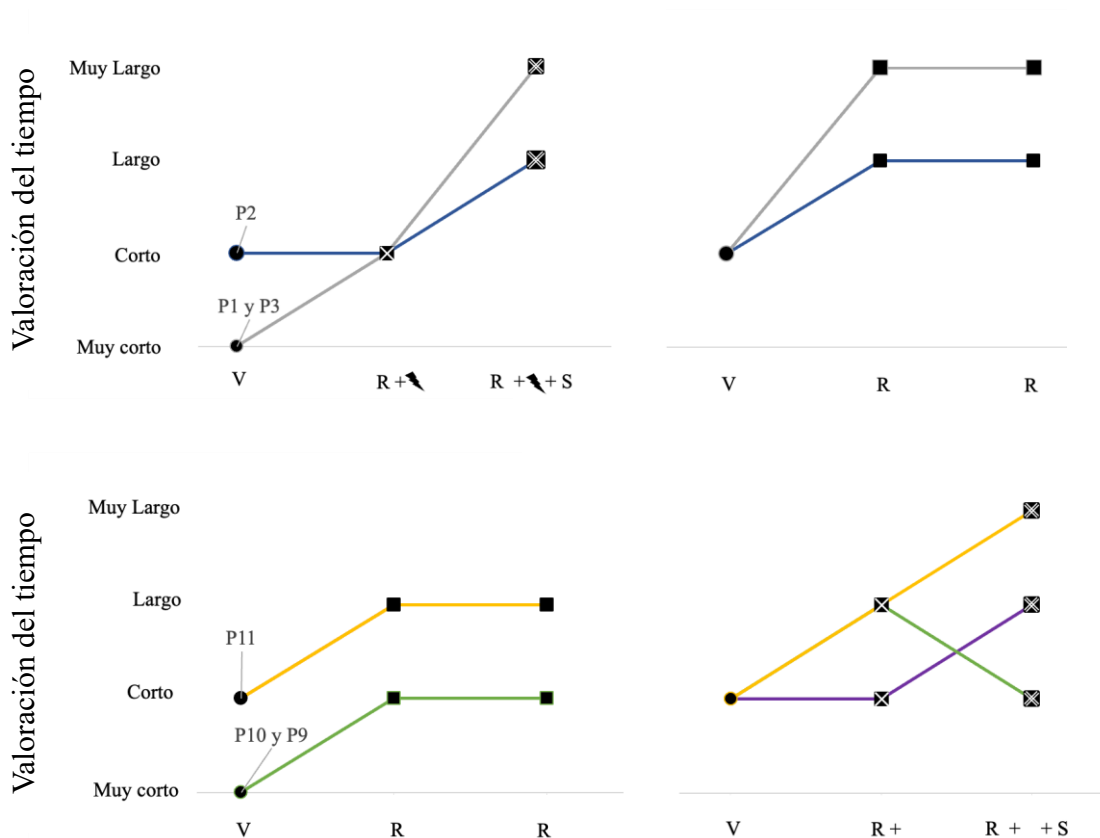 Valoración del tiempo
Muy Largo
Largo
P2
Corto
P1 y P3
Muy corto
V
R +
R + + S
V
R
R
Valoración del tiempo
Muy Largo
Largo
P11
Corto
P10 y P9
Muy corto
V
R
R
V
R +
R + + S